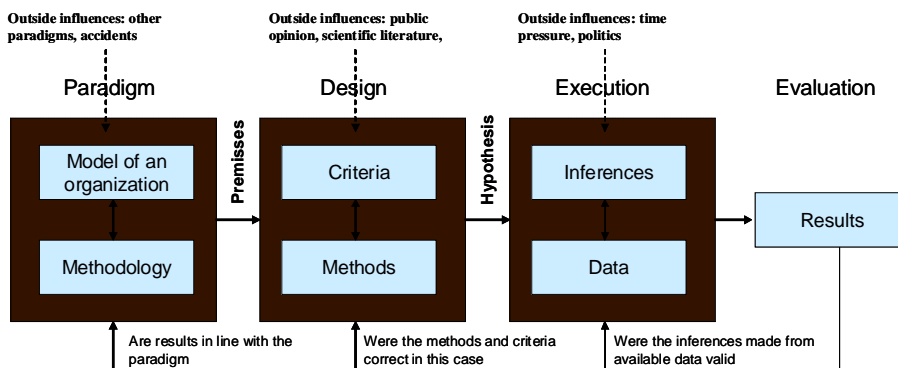 Outside influences: other
paradigms, accidents
Outside influences: public
opinion, scientific literature,
Outside influences: time
pressure, politics
Paradigm
Design
Execution
Evaluation
Model of an
organization
Methodology
Premisses
Criteria
Methods
Hypothesis
Inferences
Data
Results
Are results in line with the
paradigm
Were the methods and criteria
correct in this case
Were the inferences made from
available data valid